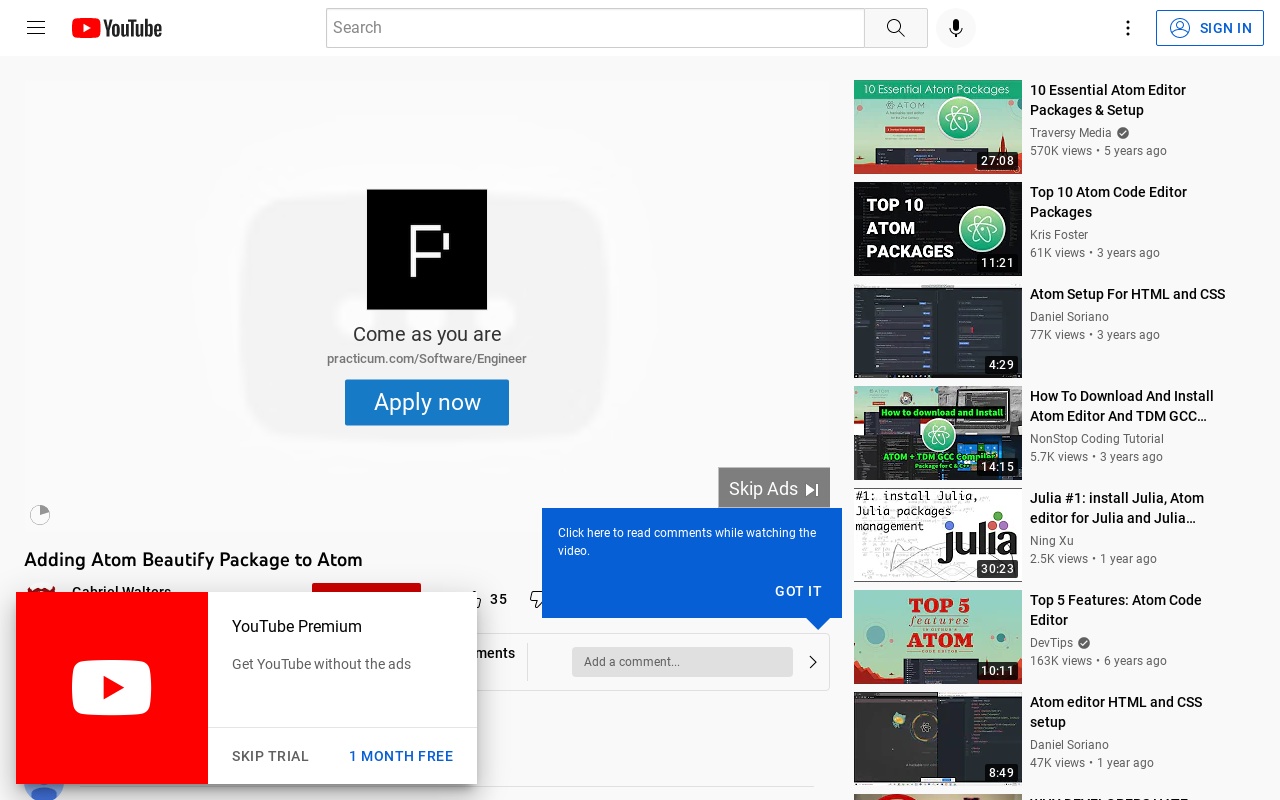 YouTube
Search
SIGN IN
Come as you are
practicum.com/Software/Engineer
Apply now
Skip Ads
Click here to read comments while watching the
video.
GOT IT
Adding Atom Beautify Package to Atom
Gabriel Walters
35
ments
Add a comment...
YouTube Premium
Get YouTube without the ads
SKIP TRIAL
1 MONTH FREE
10 Essential Atom Packages
ATOM
27:08
10 Essential Atom Editor
Packages & Setup
Traversy Media
570K views • 5 years ago
TOP 10
ATOM
PACKAGES
11:21
Top 10 Atom Code Editor
Packages
Kris Foster
61K views • 3 years ago
4:29
Atom Setup For HTML and CSS
Daniel Soriano
77K views • 3 years ago
How to download and Install
ATOM + TDM GCC Compiler
Package for C & C++
14:15
How To Download And Install
Atom Editor And TDM GCC...
NonStop Coding Tutorial
5.7K views • 3 years ago
#1: install Julia,
Julia packages
management
julia
30:23
Julia #1: install Julia, Atom
editor for Julia and Julia...
Ning Xu
2.5K views • 1 year ago
TOP 5
features
ATOM
CODE EDITOR
10:11
Top 5 Features: Atom Code
Editor
DevTips
163K views • 6 years ago
8:49
Atom editor HTML and CSS
setup
Daniel Soriano
47K views • 1 year ago